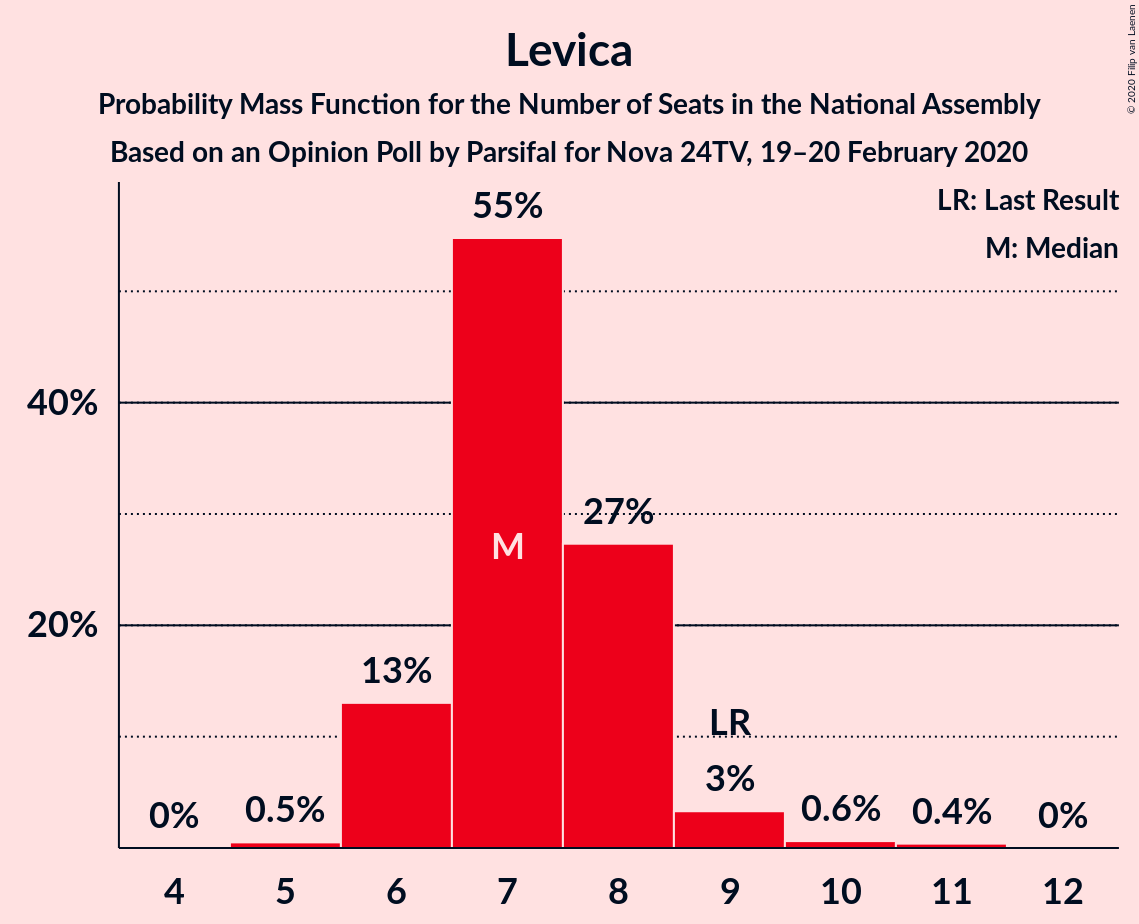 Levica
Probability Mass Function for the Number of Seats in the National Assembly
Based on an Opinion Poll by Parsifal for Nova 24TV, 19–20 February 2020
© 2020 Filip van Laenen
LR: Last Result
M: Median
55%
40%
27%
M
20%
13%
LR
3%
0%
0.5%
0.6%
0.4%
0%
4 5 6 7 8 9 10 11 12